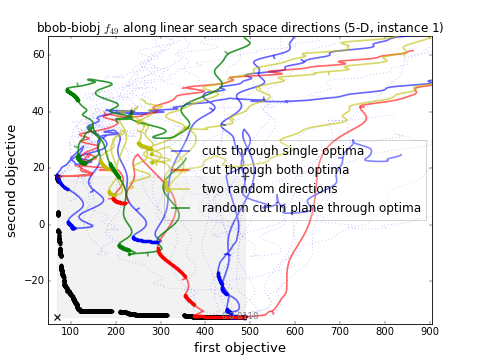 bbob-biobj f49 along linear search space directions (5-D, instance 1)
60
40
20
0
−20
second objective
cuts through single optima
cut through both optima
two random directions
random cut in plane through optima
100 200 300 400 500 600 700 800 900
first objective